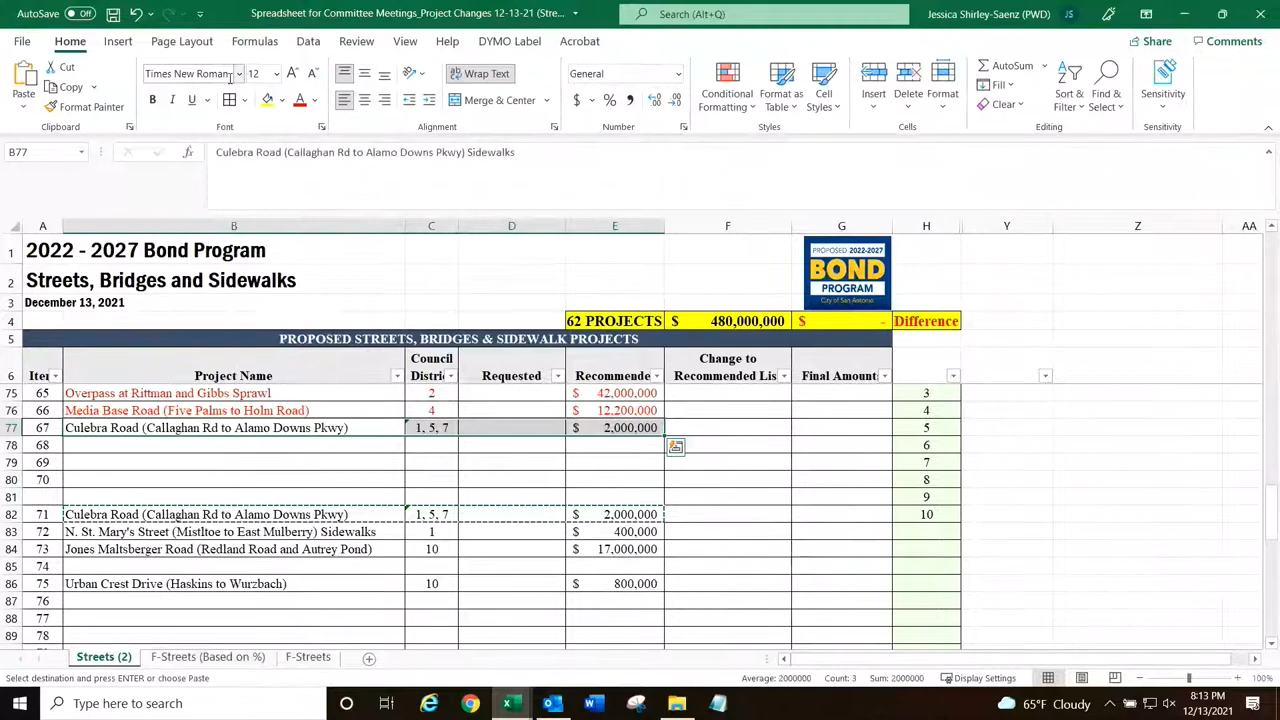 AutoSave Off Spreadsheet for Committee Meetings_Project Changes 12-13-21 (Stre... Search (Alt+Q) Jessica Shirley-Saenz (PWD) JS
File Home Insert Page Layout Formulas Data Review View Help DYMO Label Acrobat Share Comments
Paste Cut Copy Format Painter Clipboard
Times New Roman 12 Font
Wrap Text Merge & Center Alignment
General Number
Conditional Formatting Format as Table Cell Styles Styles
Insert Delete Format Cells
AutoSum Fill Clear Sort & Filter Find & Select Editing
Sensitivity Sensitivity
B77 fx Culebra Road (Callaghan Rd to Alamo Downs Pkwy) Sidewalks
A B C D E F G H Y Z AA
1 2022 - 2027 Bond Program
2 Streets, Bridges and Sidewalks
3 December 13, 2021
PROPOSED 2022-2027
BOND
PROGRAM
City of San Antonio
4 62 PROJECTS $ 480,000,000 $ - Difference
5 PROPOSED STREETS, BRIDGES & SIDEWALK PROJECTS
Council Change to
6 Iter Project Name Distric Requested Recommende Recommended Lis Final Amount
75 65 Overpass at Rittman and Gibbs Sprawl 2 $ 42,000,000 3
76 66 Media Base Road (Five Palms to Holm Road) 4 $ 12,200,000 4
77 67 Culebra Road (Callaghan Rd to Alamo Downs Pkwy) 1, 5, 7 $ 2,000,000 5
78 68 6
79 69 7
80 70 8
81 9
82 71 Culebra Road (Callaghan Rd to Alamo Downs Pkwy) 1, 5, 7 $ 2,000,000 10
83 72 N. St. Mary's Street (Mistltoe to East Mulberry) Sidewalks 1 $ 400,000
84 73 Jones Maltsberger Road (Redland Road and Autrey Pond) 10 $ 17,000,000
85 74
86 75 Urban Crest Drive (Haskins to Wurzbach) 10 $ 800,000
87 76
88 77
89 78
Streets (2) F-Streets (Based on %) F-Streets
Select destination and press ENTER or choose Paste Average: 2000000 Count: 3 Sum: 2000000 Display Settings 100%
Type here to search 65°F Cloudy 8:13 PM
12/13/2021